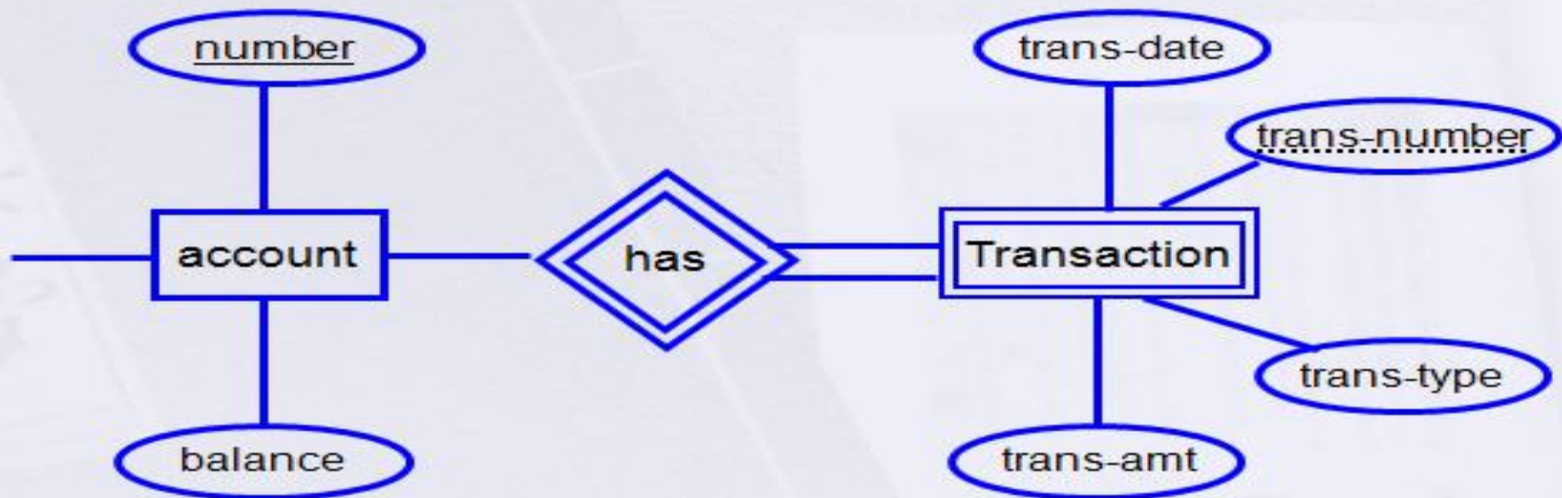 number
trans-date
trans-number
account
has
Transaction
trans-type
balance
trans-amt